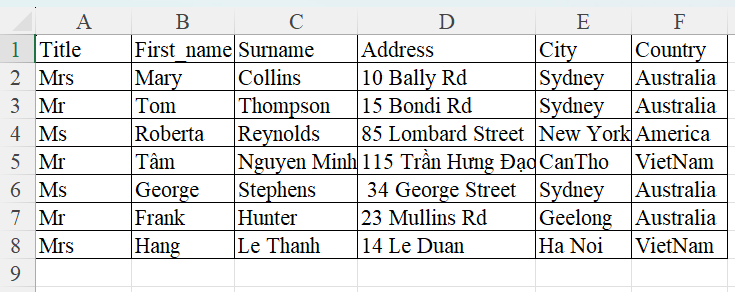 A B C D E F
1 Title First_name Surname Address City Country
2 Mrs Mary Collins 10 Bally Rd Sydney Australia
3 Mr Tom Thompson 15 Bondi Rd Sydney Australia
4 Ms Roberta Reynolds 85 Lombard Street New York America
5 Mr Tâm Nguyen Minh 115 Trần Hưng Đạo CanTho VietNam
6 Ms George Stephens 34 George Street Sydney Australia
7 Mr Frank Hunter 23 Mullins Rd Geelong Australia
8 Mrs Hang Le Thanh 14 Le Duan Ha Noi VietNam
9